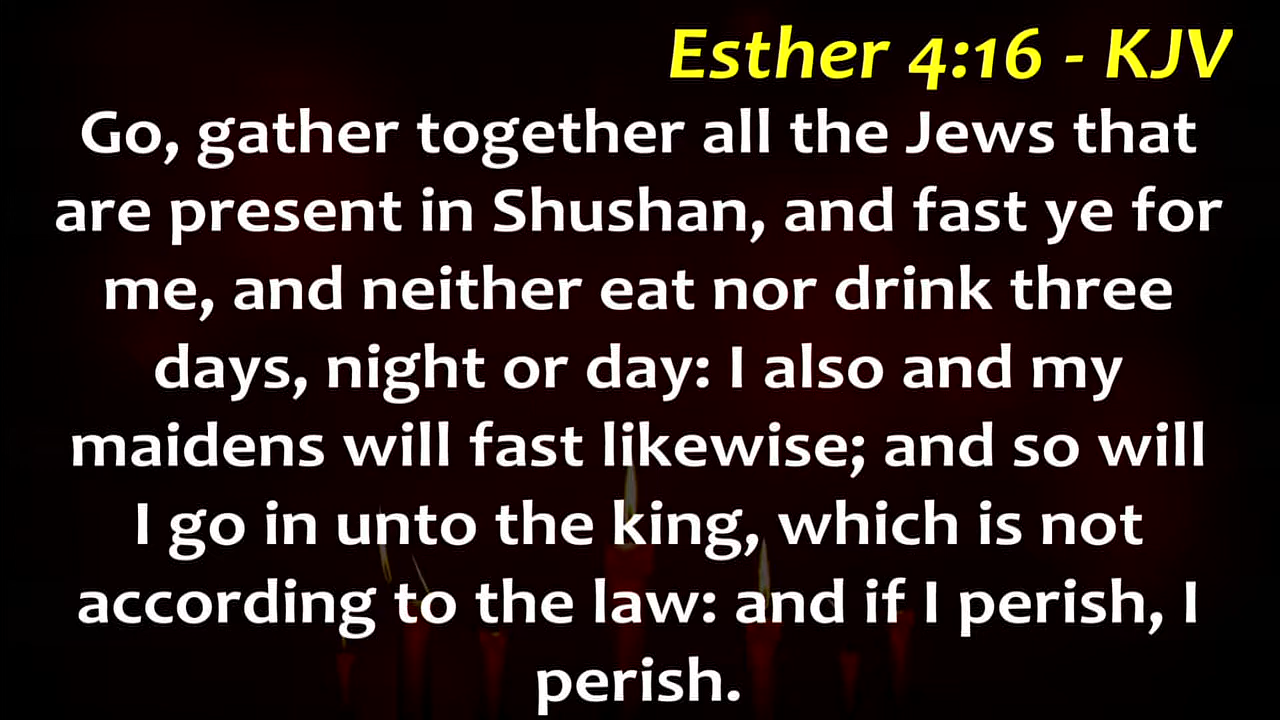 Esther 4:16 - KJV
Go, gather together all the Jews that
are present in Shushan, and fast ye for
me, and neither eat nor drink three
days, night or day: I also and my
maidens will fast likewise; and so will
I go in unto the king, which is not
according to the law: and if I perish, I
perish.